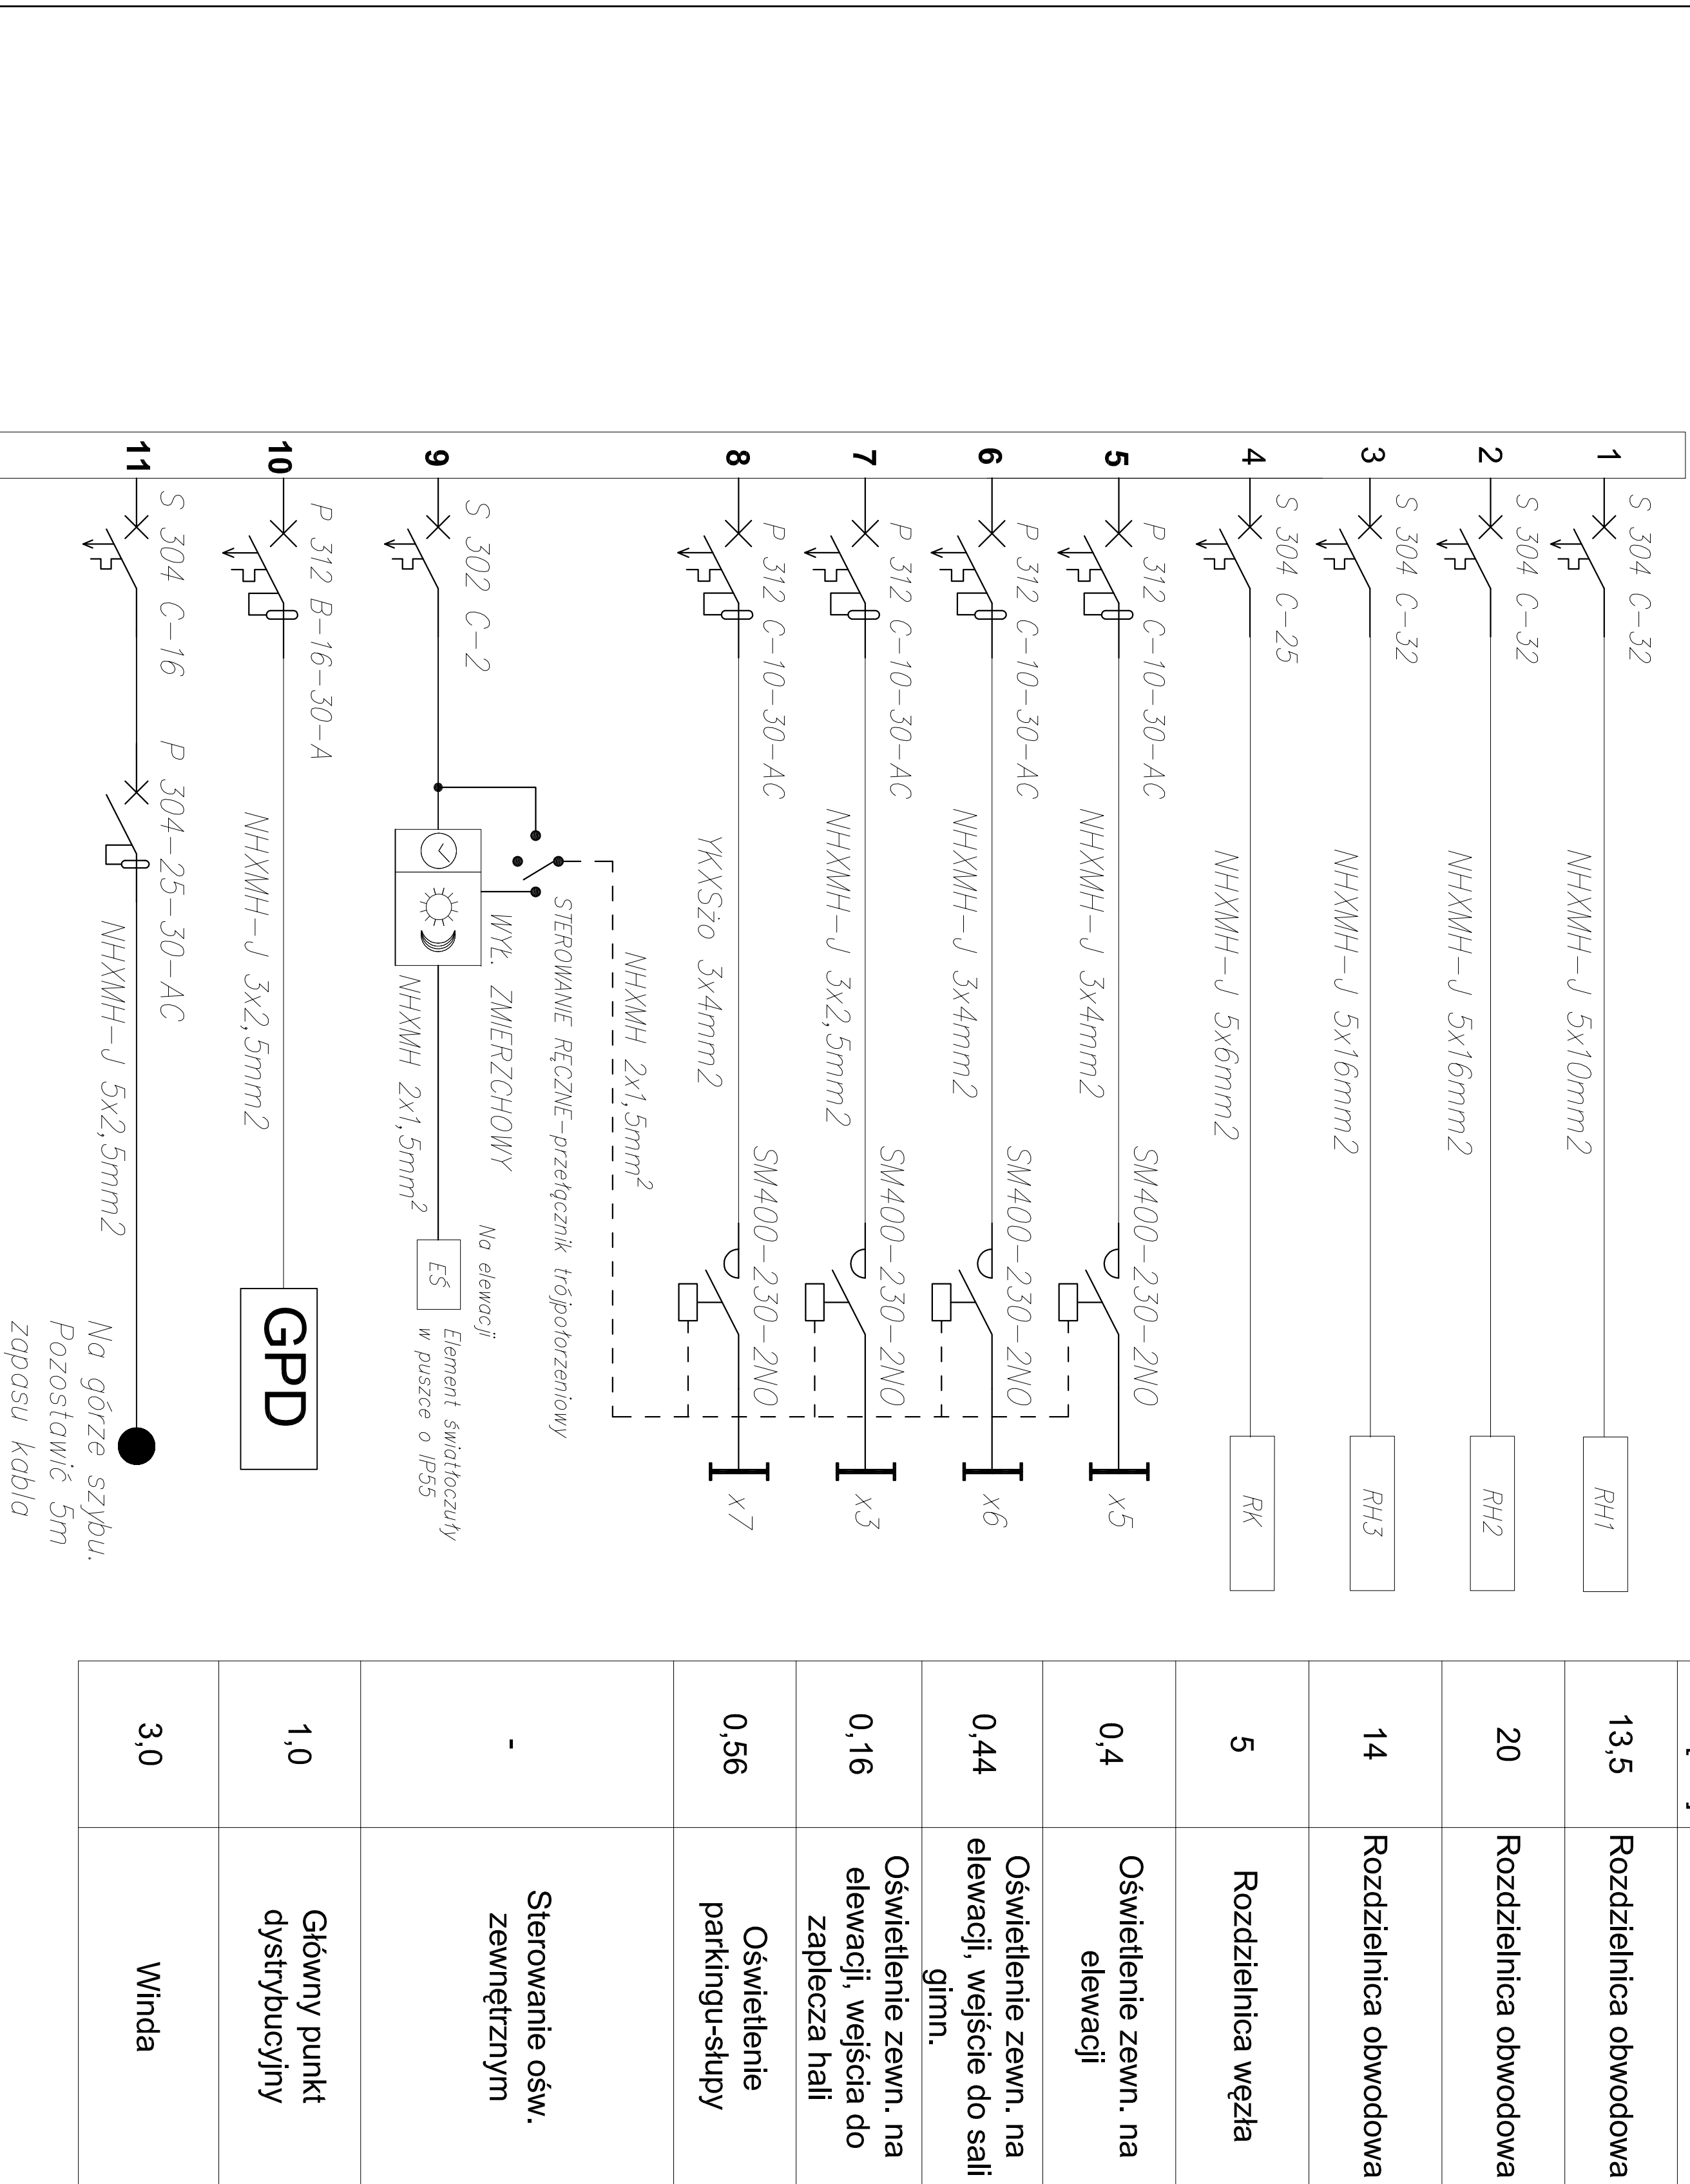 1
S 304 C-32
NHXMH-J 5x10mm2
RH1
13,5
Rozdzielnica obwodowa
2
S 304 C-32
NHXMH-J 5x16mm2
RH2
20
Rozdzielnica obwodowa
3
S 304 C-32
NHXMH-J 5x16mm2
RH3
14
Rozdzielnica obwodowa
4
S 304 C-25
NHXMH-J 5x6mm2
RK
5
Rozdzielnica węzła
5
P 312 C-10-30-AC
NHXMH-J 3x4mm2
SM400-230-2NO
x5
0,4
Oświetlenie zewn. na
elewacji
6
P 312 C-10-30-AC
NHXMH-J 3x4mm2
SM400-230-2NO
x6
0,44
Oświetlenie zewn. na
elewacji, wejście do sali
gimn.
7
P 312 C-10-30-AC
NHXMH-J 3x2,5mm2
SM400-230-2NO
x3
0,16
Oświetlenie zewn. na
elewacji, wejścia do
zaplecza hali
8
P 312 C-10-30-AC
YKXSżo 3x4mm2
SM400-230-2NO
x7
0,56
Oświetlenie
parkingu-słupy
NHXMH 2x1,5mm²
STEROWANIE RĘCZNE-przełącznik trójpołorzeniowy
WYŁ. ZMIERZCHOWY
9
S 302 C-2
NHXMH 2x1,5mm²
Na elewacji
EŚ
Element światłoczuły
w puszce o IP55
-
Sterowanie ośw.
zewnętrznym
10
P 312 B-16-30-A
NHXMH-J 3x2,5mm2
GPD
1,0
Główny punkt
dystrybucyjny
11
S 304 C-16
P 304-25-30-AC
NHXMH-J 5x2,5mm2
Na górze szybu.
Pozostawić 5m
zapasu kabla
3,0
Winda